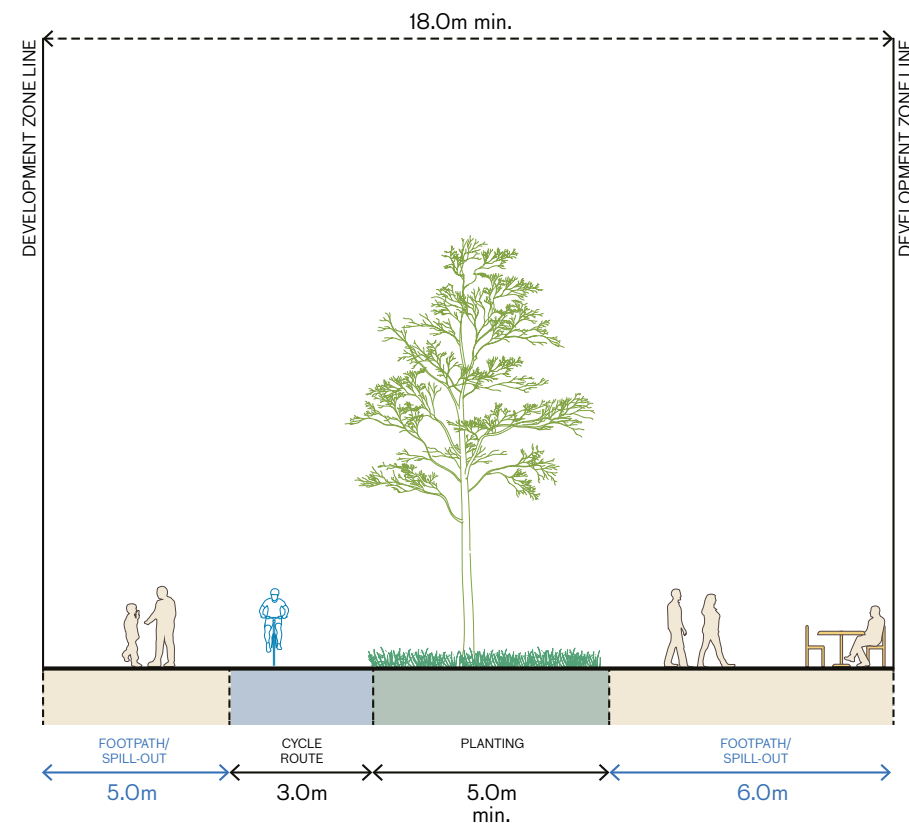 18.0m min.
DEVELOPMENT ZONE LINE
DEVELOPMENT ZONE LINE
FOOTPATH/
SPILL-OUT
5.0m
CYCLE
ROUTE
3.0m
PLANTING
5.0m
min.
FOOTPATH/
SPILL-OUT
6.0m